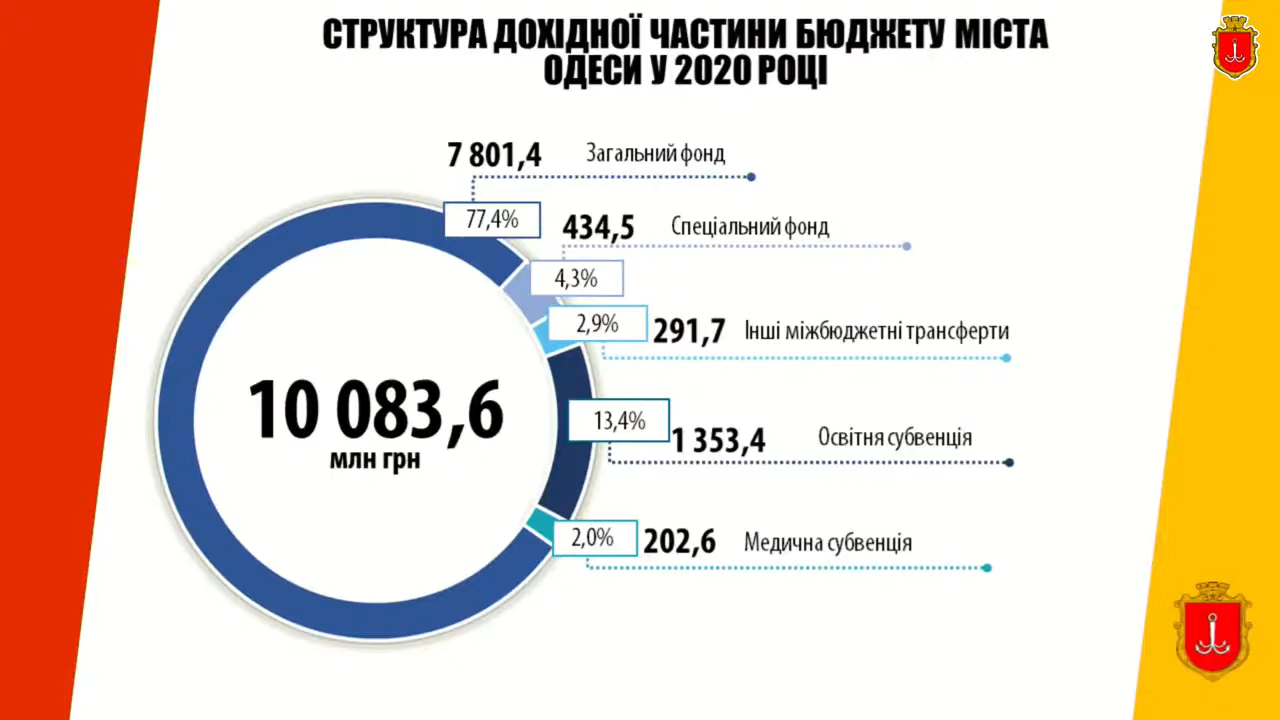 СТРУКТУРА ДОХІДНОЇ ЧАСТИНИ БЮДЖЕТУ МІСТА
ОДЕСИ У 2020 РОЦІ
7 801,4 Загальний фонд
77,4%
434,5 Спеціальний фонд
4,3%
2,9%
291,7 Інші міжбюджетні трансферти
10 083,6
млн грн
13,4%
1 353,4 Освітня субвенція
2,0%
202,6 Медична субвенція